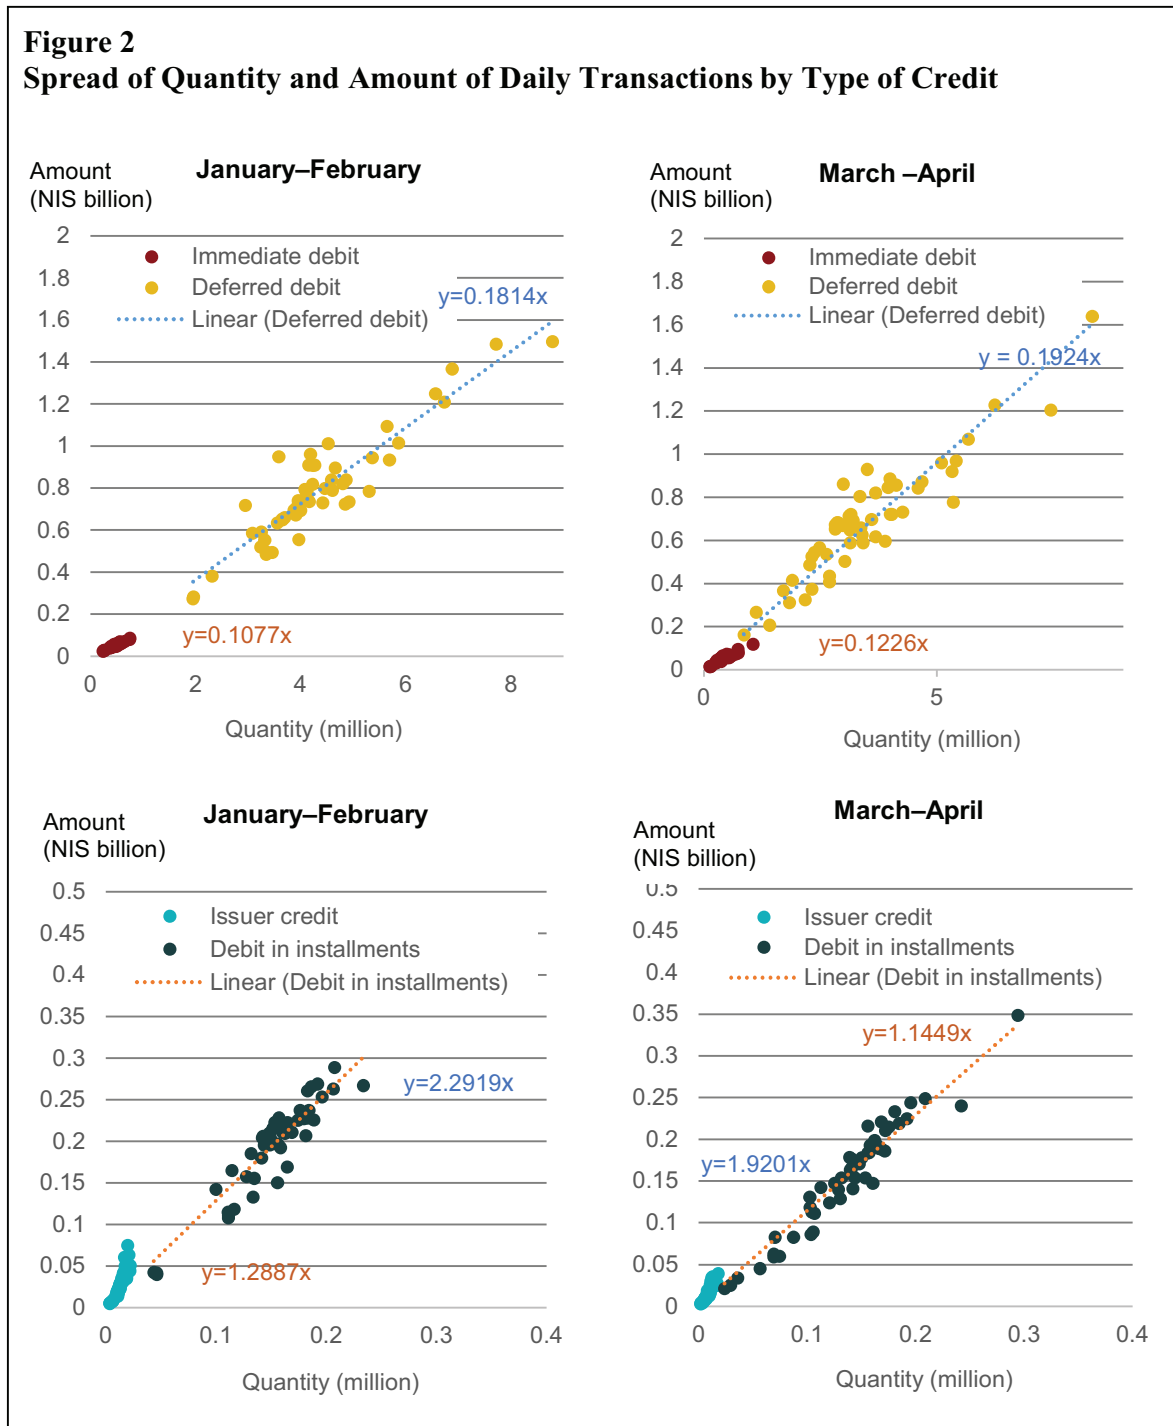 Figure 2
Spread of Quantity and Amount of Daily Transactions by Type of Credit
January–February
Amount
(NIS billion)
2
1.8
1.6
1.4
1.2
1
0.8
0.6
0.4
0.2
0
Immediate debit
Deferred debit
Linear (Deferred debit)
y=0.1814x
y=0.1077x
0 2 4 6 8
Quantity (million)
March –April
Amount
(NIS billion)
2
1.8
1.6
1.4
1.2
1
0.8
0.6
0.4
0.2
0
Immediate debit
Deferred debit
Linear (Deferred debit)
y = 0.1924x
y=0.1226x
0 5
Quantity (million)
January–February
Amount
(NIS billion)
0.5
0.45
0.4
0.35
0.3
0.25
0.2
0.15
0.1
0.05
0
Issuer credit
Debit in installments
Linear (Debit in installments)
y=2.2919x
y=1.2887x
0 0.1 0.2 0.3 0.4
Quantity (million)
March–April
Amount
(NIS billion)
0.5
0.45
0.4
0.35
0.3
0.25
0.2
0.15
0.1
0.05
0
Issuer credit
Debit in installments
Linear (Debit in installments)
y=1.1449x
y=1.9201x
0 0.1 0.2 0.3 0.4
Quantity (million)